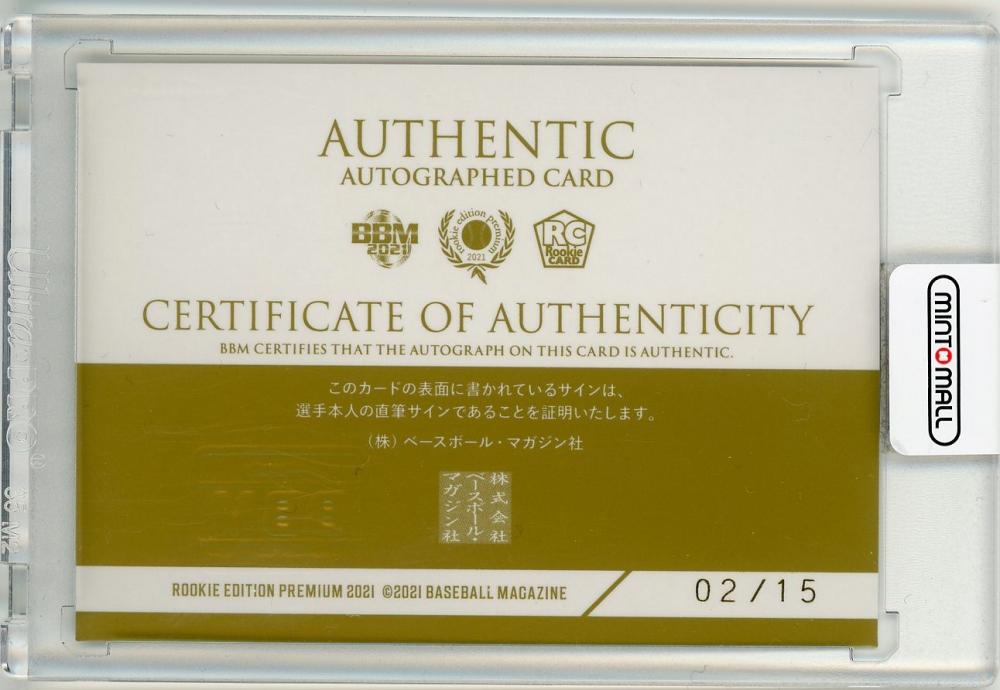 AUTHENTIC
AUTOGRAPHED CARD
BBM
2021
rookie edition premium
2021
RC
Rookie
CARD
CERTIFICATE OF AUTHENTICITY
BBM CERTIFIES THAT THE AUTOGRAPH ON THIS CARD IS AUTHENTIC.
このカードの表面に書かれているサインは、
選手本人の直筆サインであることを証明いたします。
(株) ベースボール・マガジン社
株式会社
ベースボール・
マガジン社
ROOKIE EDITION PREMIUM 2021 ©2021 BASEBALL MAGAZINE
02/15
MINT MALL